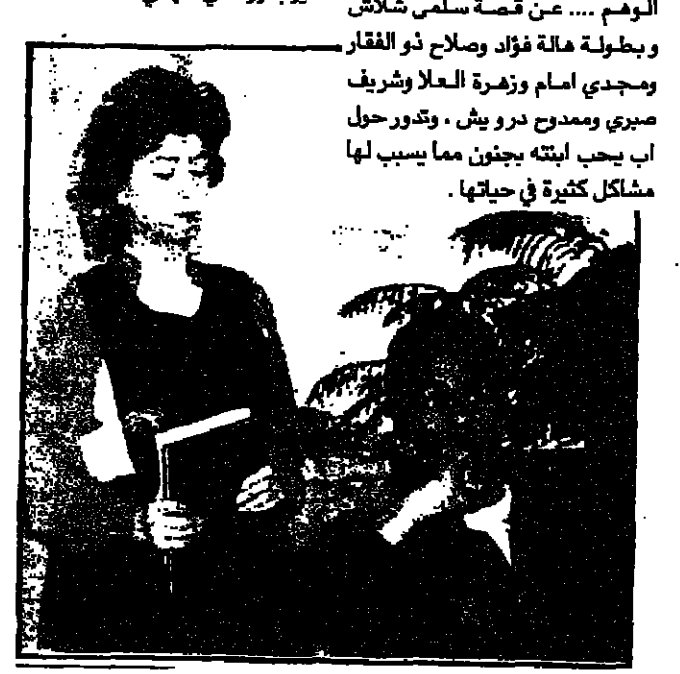 الوهم .... عن قصة سلمى شلاش
وبطولة هالة فؤاد وصلاح ذو الفقار
ومجدي امام وزهرة العلا وشريف
صبري وممدوح درويش . وتدور حول
اب يحب ابنته بجنون مما يسبب لها
مشاكل كثيرة في حياتها .